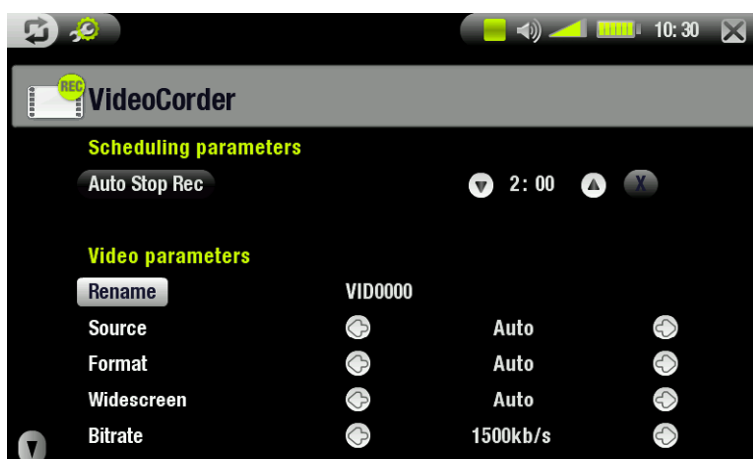 10:30
REC
VideoCorder
Scheduling parameters
Auto Stop Rec 2:00 X
Video parameters
Rename VID0000
Source Auto
Format Auto
Widescreen Auto
Bitrate 1500kb/s